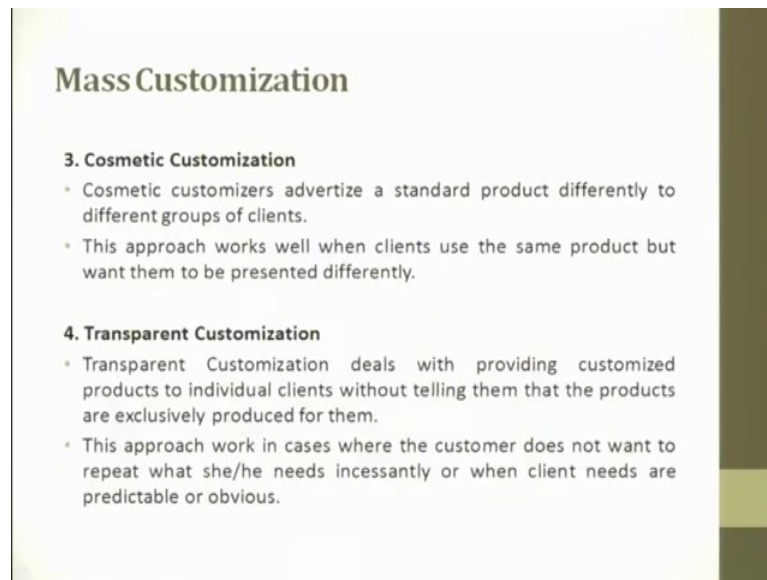 Mass Customization
3. Cosmetic Customization
• Cosmetic customizers advertize a standard product differently to
different groups of clients.
• This approach works well when clients use the same product but
want them to be presented differently.
4. Transparent Customization
• Transparent Customization deals with providing customized
products to individual clients without telling them that the products
are exclusively produced for them.
• This approach work in cases where the customer does not want to
repeat what she/he needs incessantly or when client needs are
predictable or obvious.